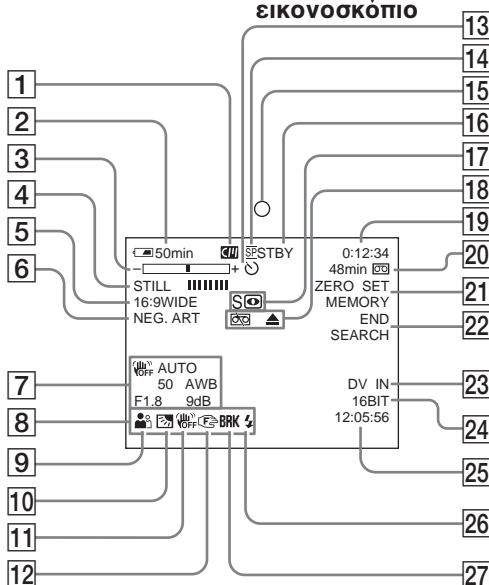 εικονοσκόπιο
1
2
3
4
5
6
7
8
9
10
11
12
13
14
15
16
17
18
19
20
21
22
23
24
25
26
27
50min
SP STBY
0:12:34
– +
48min
STILL
ZERO SET
16:9WIDE
S
MEMORY
NEG. ART
END
SEARCH
OFF AUTO
50 AWB
DV IN
F1.8 9dB
16BIT
OFF F BRK
12:05:56